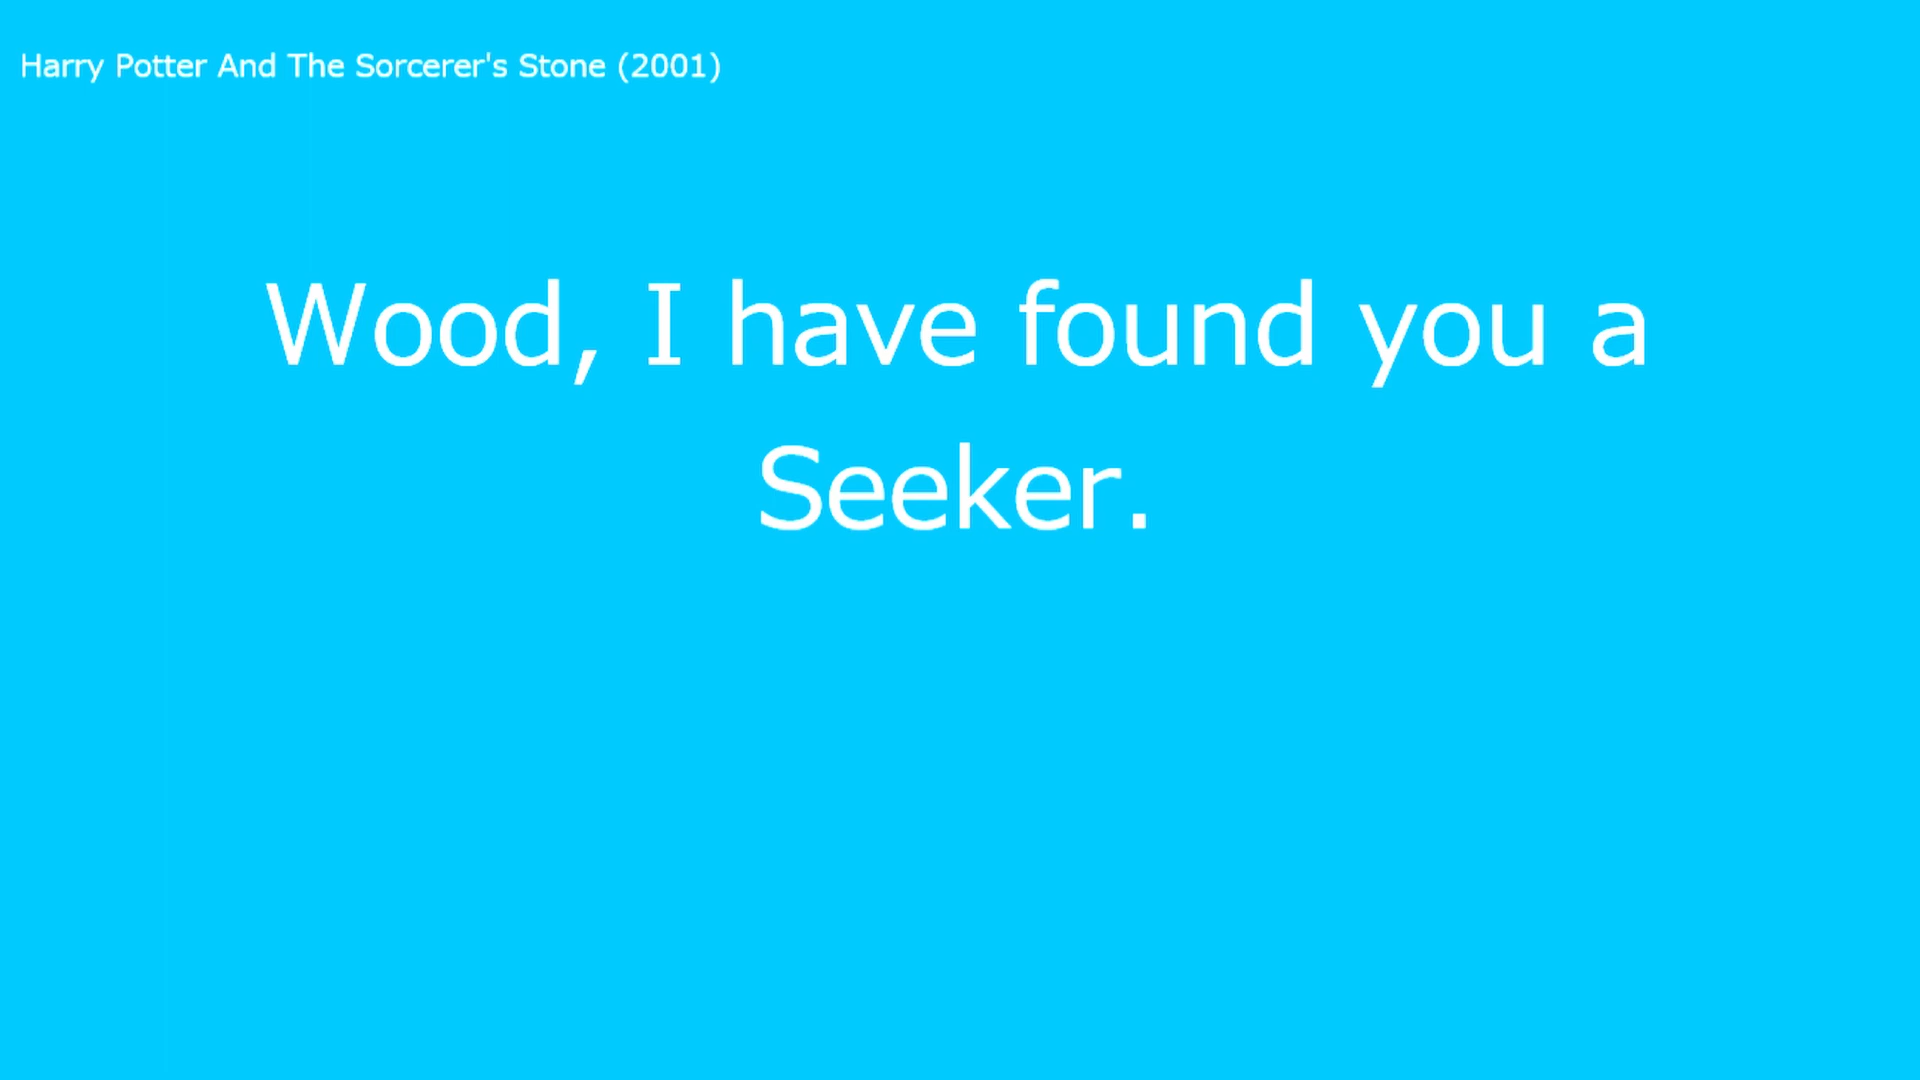 Harry Potter And The Sorcerer's Stone (2001)
Wood, I have found you a
Seeker.